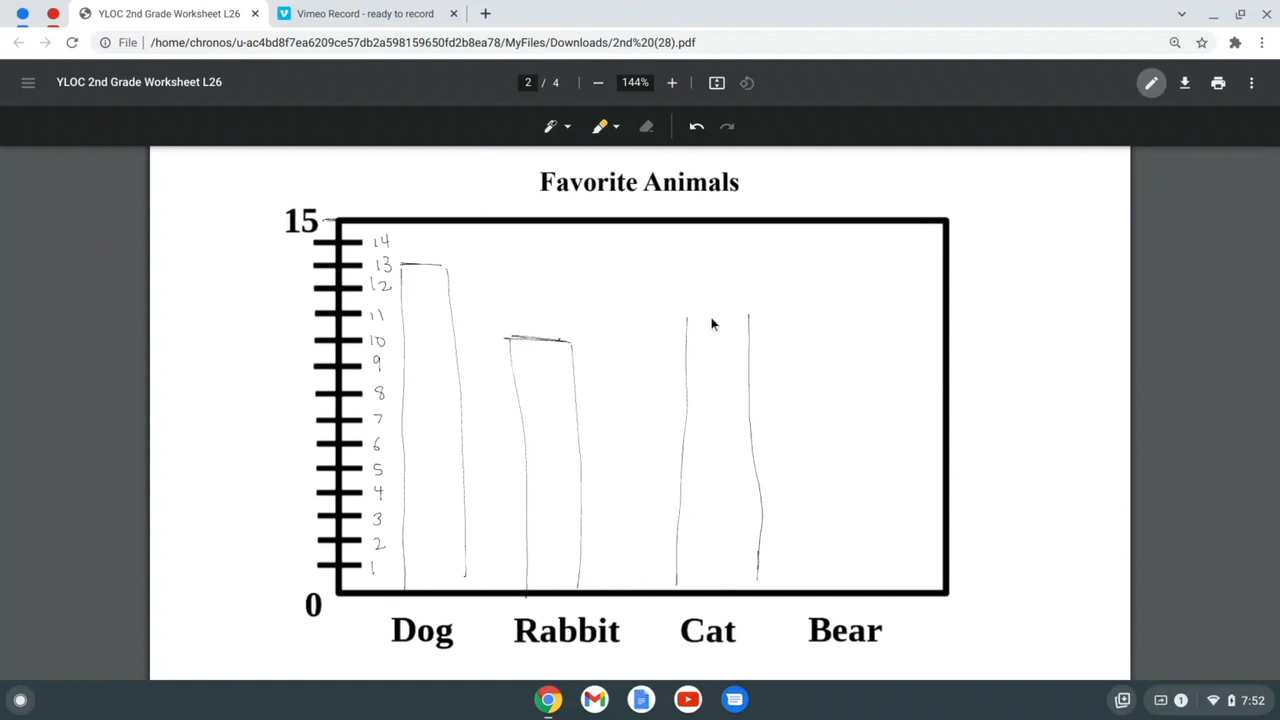 YLOC 2nd Grade Worksheet L26
Vimeo Record - ready to record
File
/home/chronos/u-ac4bd8f7ea6209ce57db2a598159650fd2b8ea78/MyFiles/Downloads/2nd%20(28).pdf
YLOC 2nd Grade Worksheet L26
2 / 4
144%
Favorite Animals
15
14
13
12
11
10
9
8
7
6
5
4
3
2
1
0
Dog Rabbit Cat Bear
1
7:52